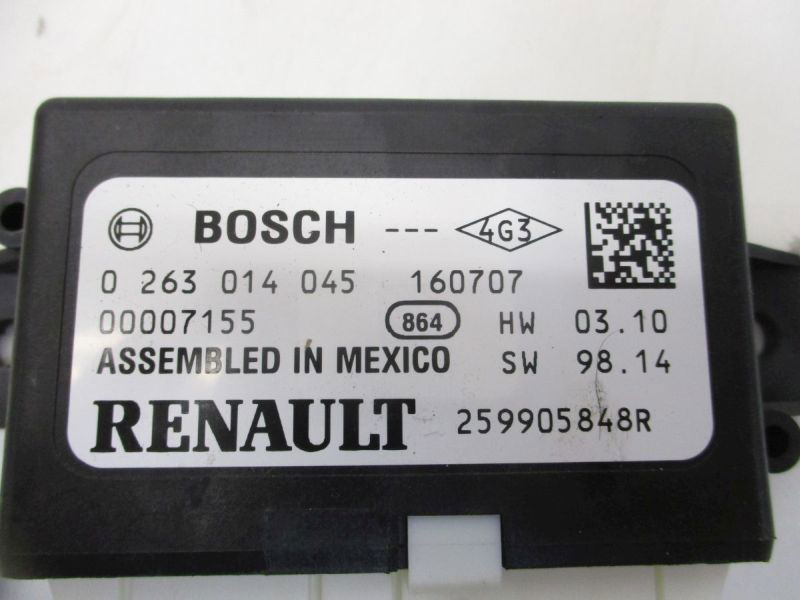 BOSCH --- 4G3
0 263 014 045 160707
00007155 864 HW 03.10
ASSEMBLED IN MEXICO SW 98.14
RENAULT 259905848R